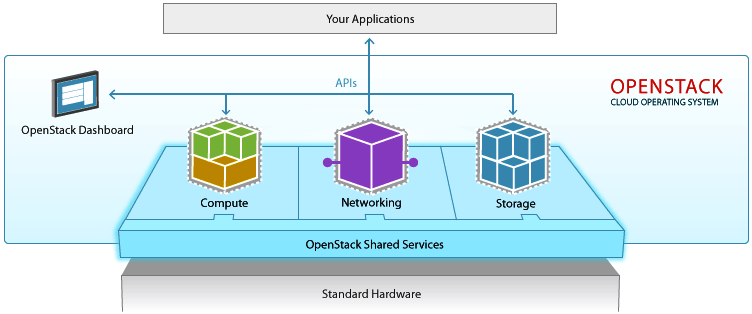 Your Applications
APIs
OPENSTACK
CLOUD OPERATING SYSTEM
OpenStack Dashboard
Compute
Networking
Storage
OpenStack Shared Services
Standard Hardware